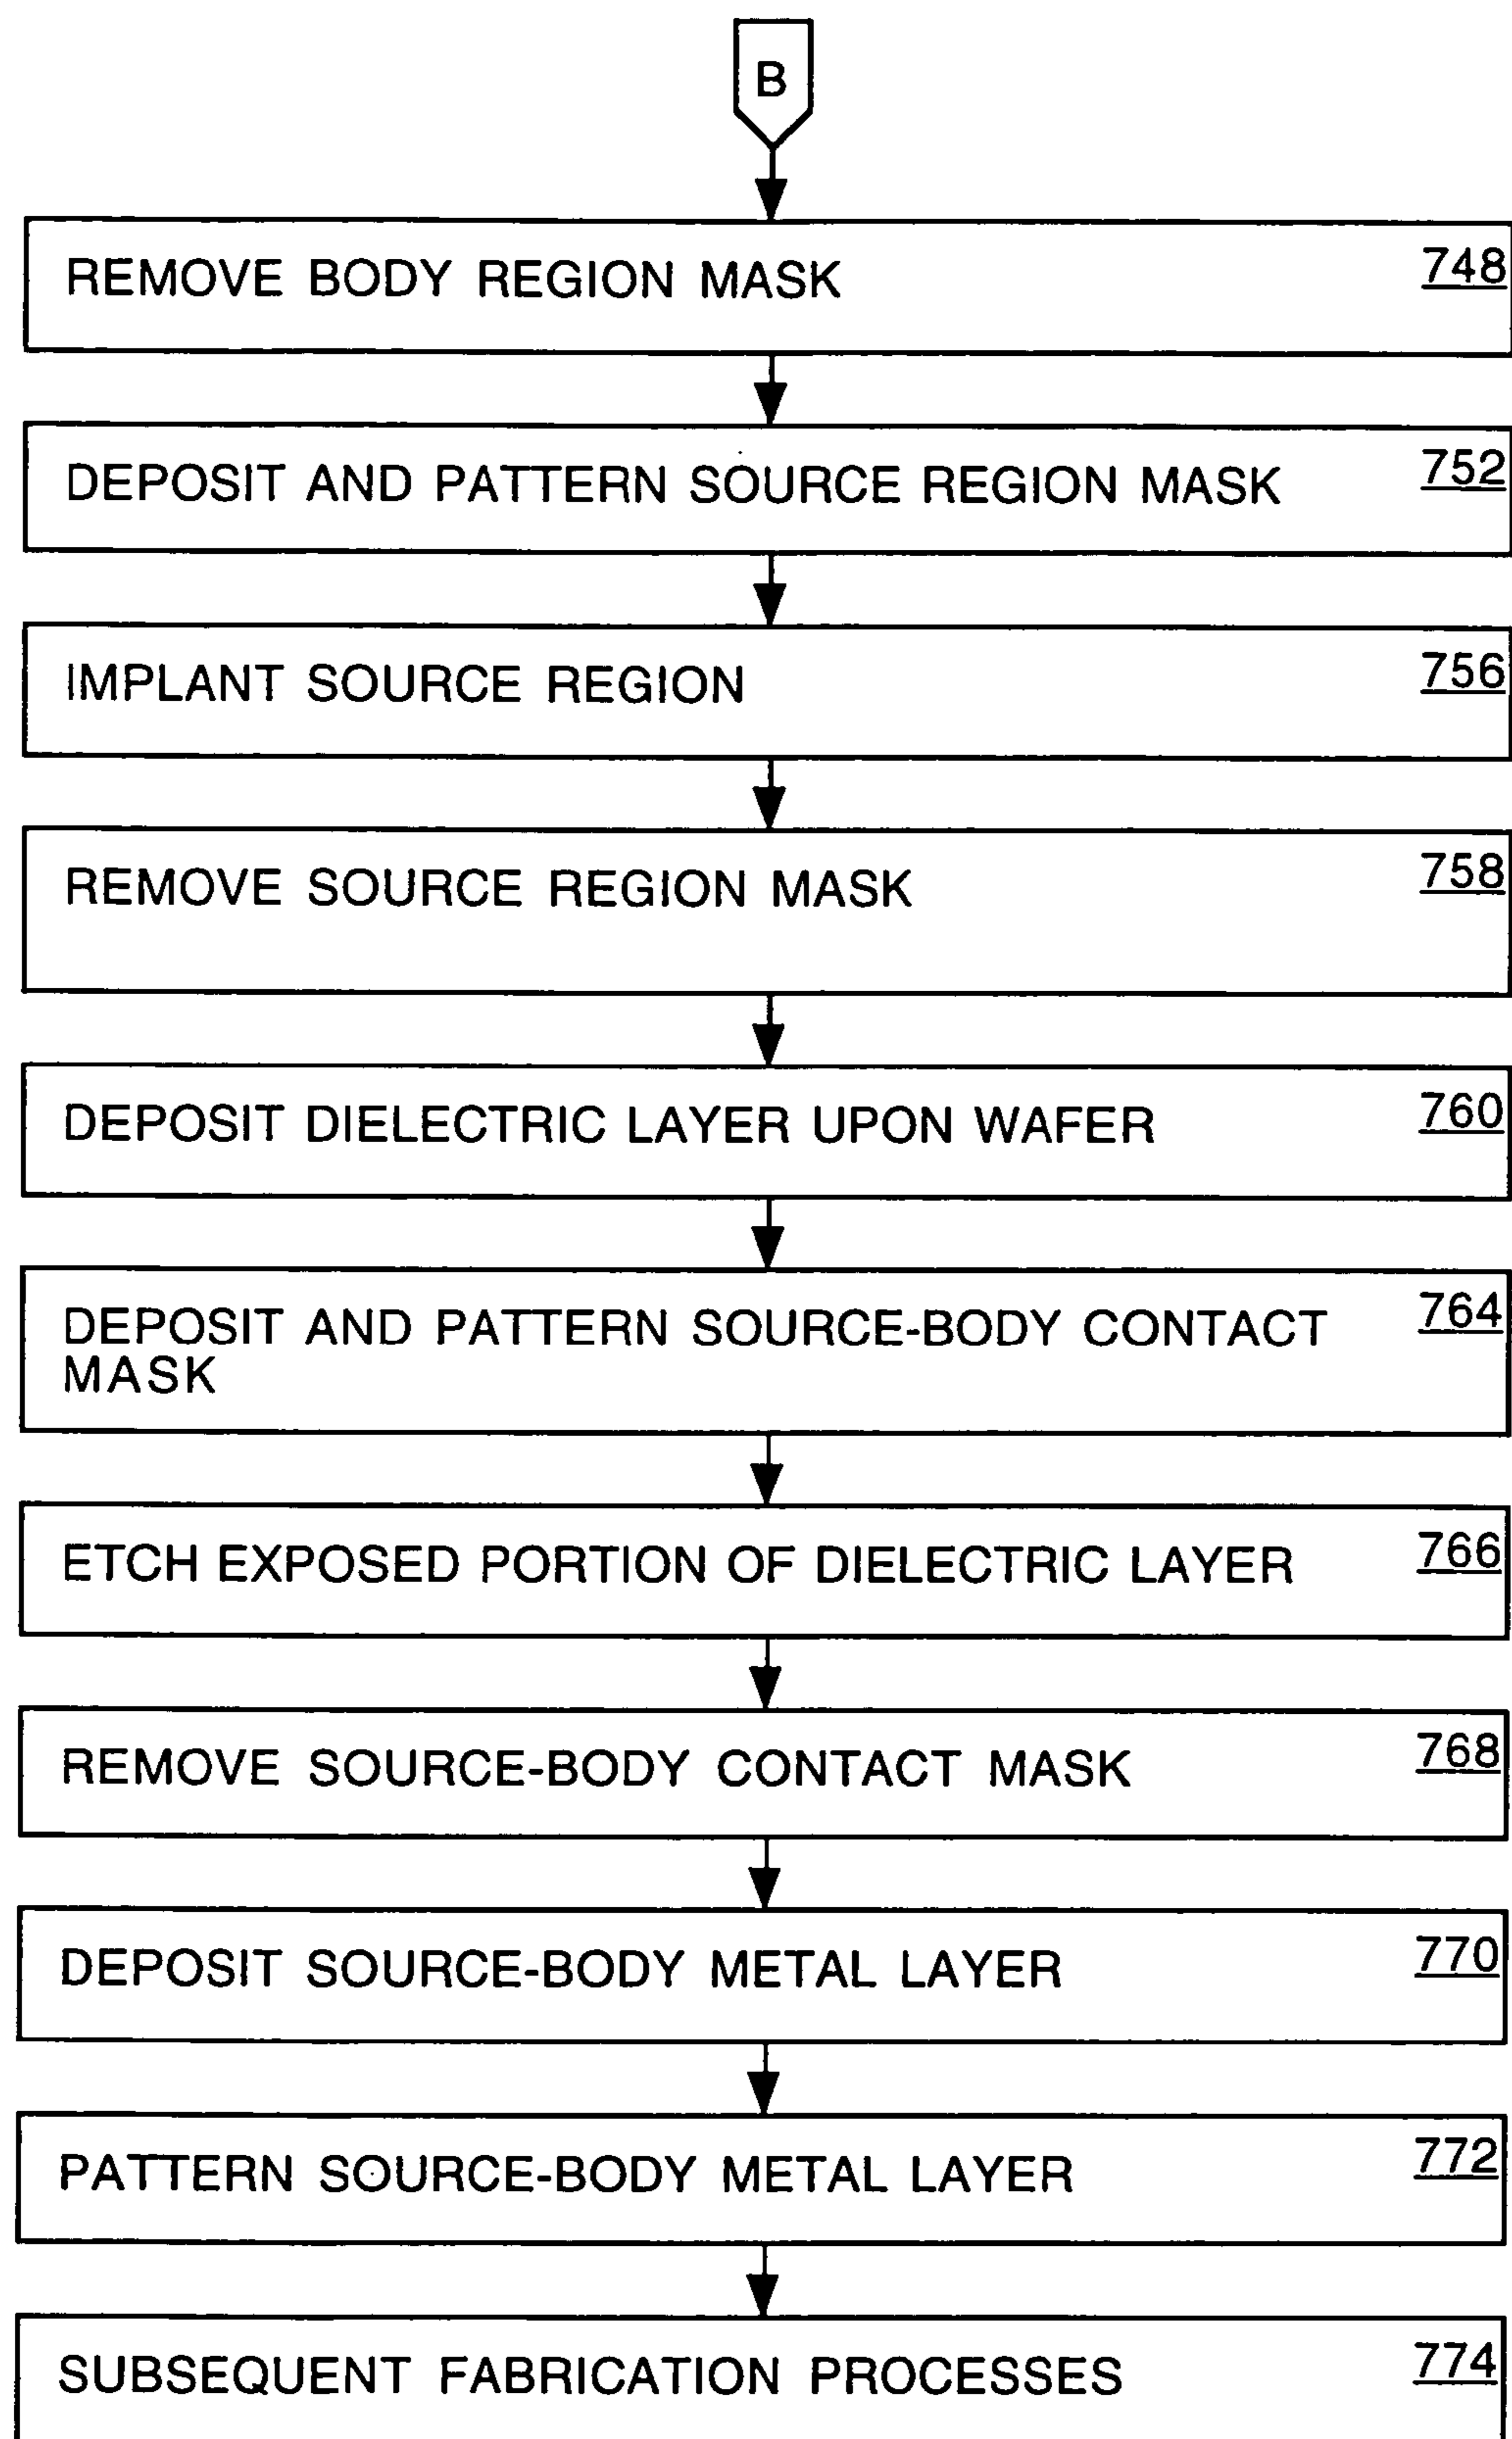 B
REMOVE BODY REGION MASK 748
DEPOSIT AND PATTERN SOURCE REGION MASK 752
IMPLANT SOURCE REGION 756
REMOVE SOURCE REGION MASK 758
DEPOSIT DIELECTRIC LAYER UPON WAFER 760
DEPOSIT AND PATTERN SOURCE-BODY CONTACT 764
MASK
ETCH EXPOSED PORTION OF DIELECTRIC LAYER 766
REMOVE SOURCE-BODY CONTACT MASK 768
DEPOSIT SOURCE-BODY METAL LAYER 770
PATTERN SOURCE-BODY METAL LAYER 772
SUBSEQUENT FABRICATION PROCESSES 774